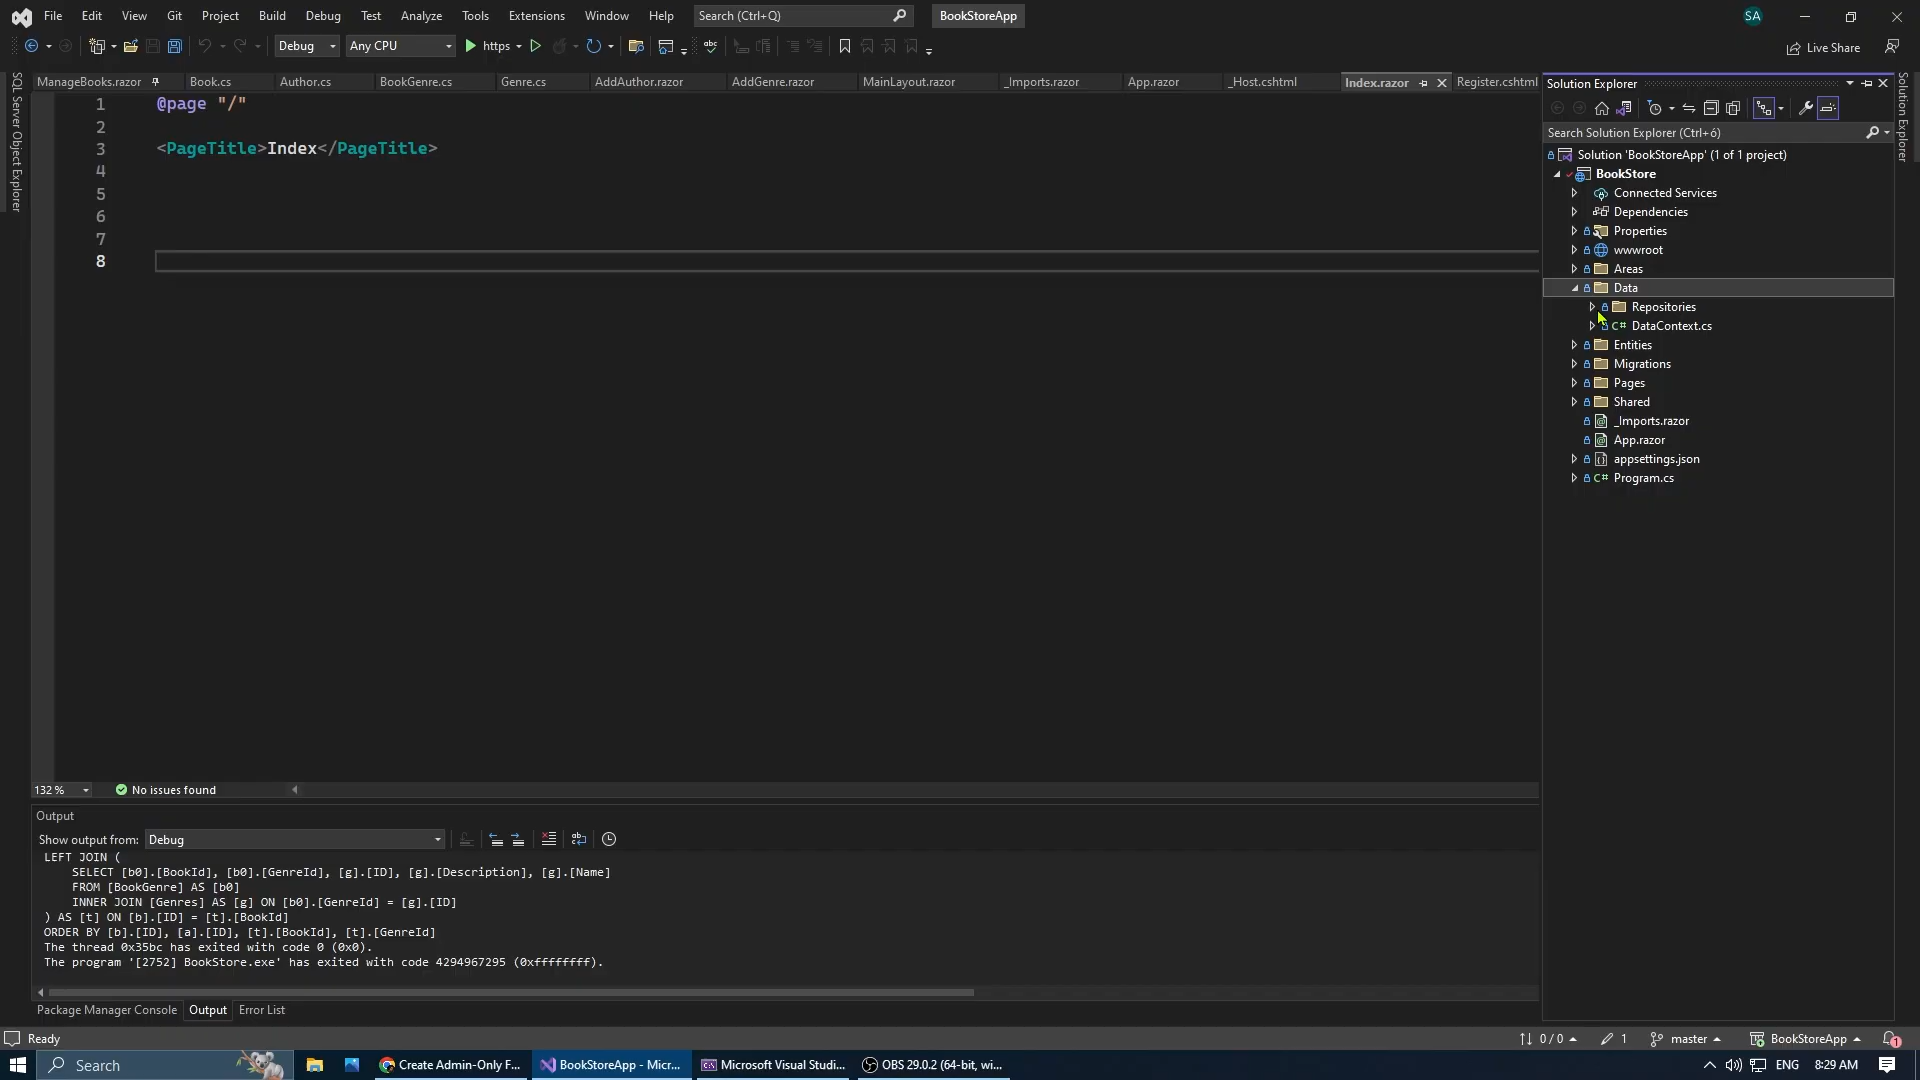 File Edit View Git Project Build Debug Test Analyze Tools Extensions Window Help Search (Ctrl+Q) BookStoreApp SA
Debug Any CPU https Live Share
ManageBooks.razor Book.cs Author.cs BookGenre.cs Genre.cs AddAuthor.razor AddGenre.razor MainLayout.razor _Imports.razor App.razor _Host.cshtml Index.razor Register.cshtml
SQL Server Object Explorer
1 @page "/"
2
3 <PageTitle>Index</PageTitle>
4
5
6
7
8
132 % No issues found
Output
Show output from: Debug
LEFT JOIN (
SELECT [b0].[BookId], [b0].[GenreId], [g].[ID], [g].[Description], [g].[Name]
FROM [BookGenre] AS [b0]
INNER JOIN [Genres] AS [g] ON [b0].[GenreId] = [g].[ID]
) AS [t] ON [b].[ID] = [t].[BookId]
ORDER BY [b].[ID], [a].[ID], [t].[BookId], [t].[GenreId]
The thread 0x35bc has exited with code 0 (0x0).
The program '[2752] BookStore.exe' has exited with code 4294967295 (0xffffffff).
Package Manager Console Output Error List
Solution Explorer
Search Solution Explorer (Ctrl+ó)
Solution 'BookStoreApp' (1 of 1 project)
BookStore
Connected Services
Dependencies
Properties
wwwroot
Areas
Data
Repositories
C# DataContext.cs
Entities
Migrations
Pages
Shared
_Imports.razor
App.razor
appsettings.json
C# Program.cs
Solution Explorer
Ready 0 / 0 1 master BookStoreApp 1
Search Create Admin-Only F... BookStoreApp - Micr... Microsoft Visual Studi... OBS 29.0.2 (64-bit, wi... ENG 8:29 AM